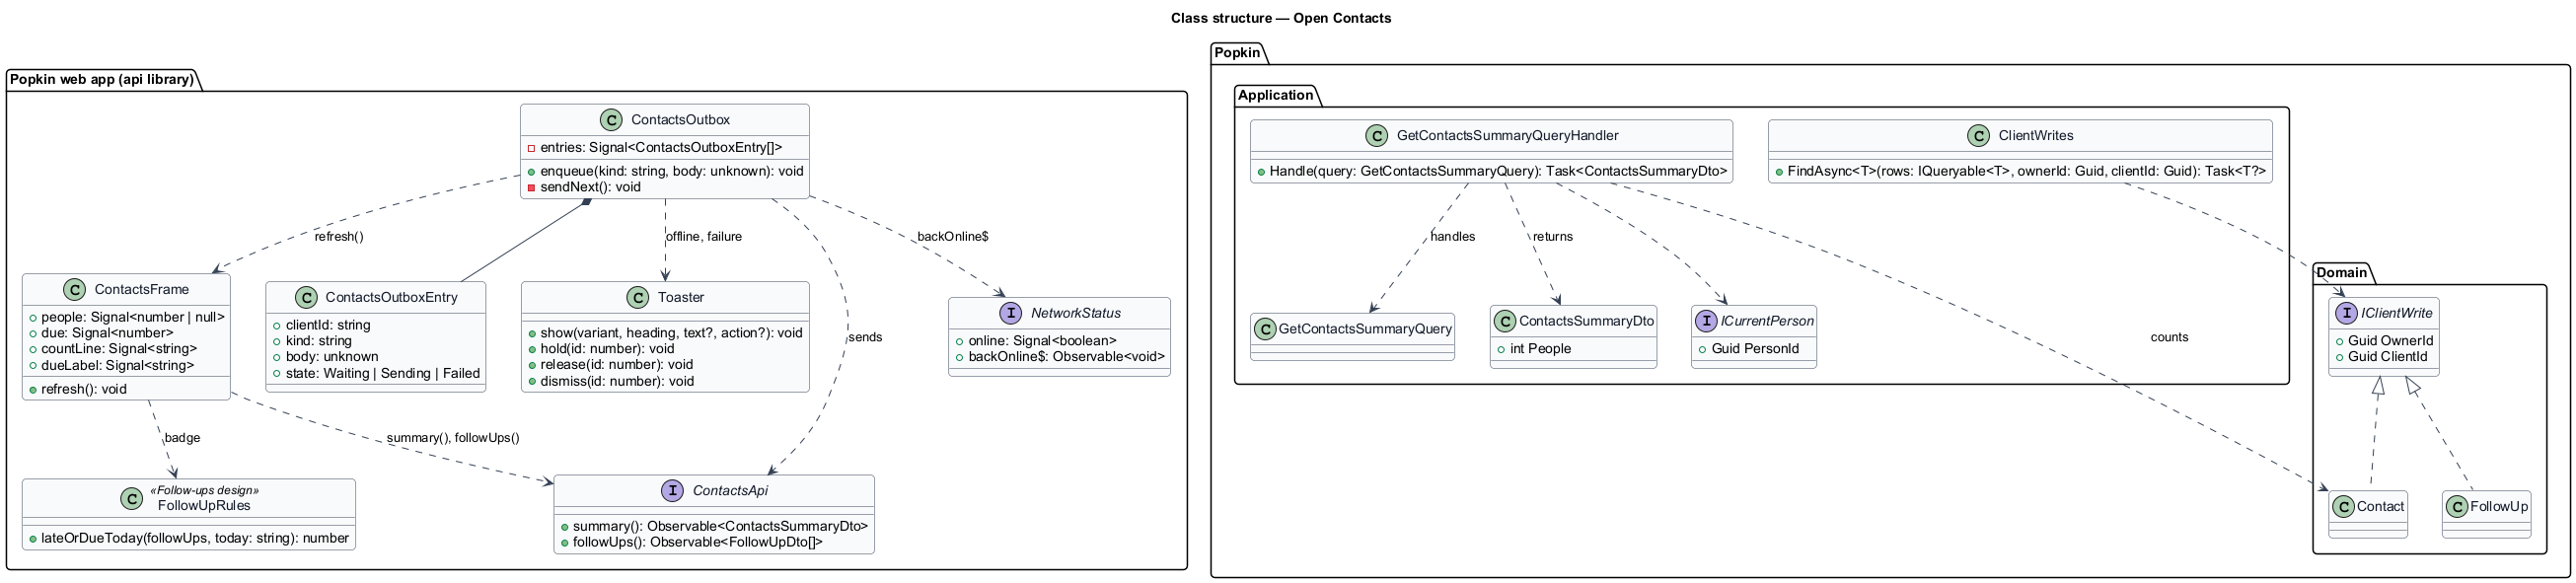 Class structure — Open Contacts
Popkin web app (api library)
C ContactsOutbox
entries: Signal<ContactsOutboxEntry[]>
enqueue(kind: string, body: unknown): void
sendNext(): void
refresh()
offline, failure
sends
backOnline$
C ContactsFrame
people: Signal<number | null>
due: Signal<number>
countLine: Signal<string>
dueLabel: Signal<string>
refresh(): void
C ContactsOutboxEntry
clientId: string
kind: string
body: unknown
state: Waiting | Sending | Failed
C Toaster
show(variant, heading, text?, action?): void
hold(id: number): void
release(id: number): void
dismiss(id: number): void
I NetworkStatus
online: Signal<boolean>
backOnline$: Observable<void>
badge
summary(), followUps()
C «Follow-ups design»
FollowUpRules
lateOrDueToday(followUps, today: string): number
I ContactsApi
summary(): Observable<ContactsSummaryDto>
followUps(): Observable<FollowUpDto[]>
Popkin
Application
C GetContactsSummaryQueryHandler
Handle(query: GetContactsSummaryQuery): Task<ContactsSummaryDto>
C ClientWrites
FindAsync<T>(rows: IQueryable<T>, ownerId: Guid, clientId: Guid): Task<T?>
handles
returns
counts
C GetContactsSummaryQuery
C ContactsSummaryDto
int People
I ICurrentPerson
Guid PersonId
Domain
I IClientWrite
Guid OwnerId
Guid ClientId
C Contact
C FollowUp